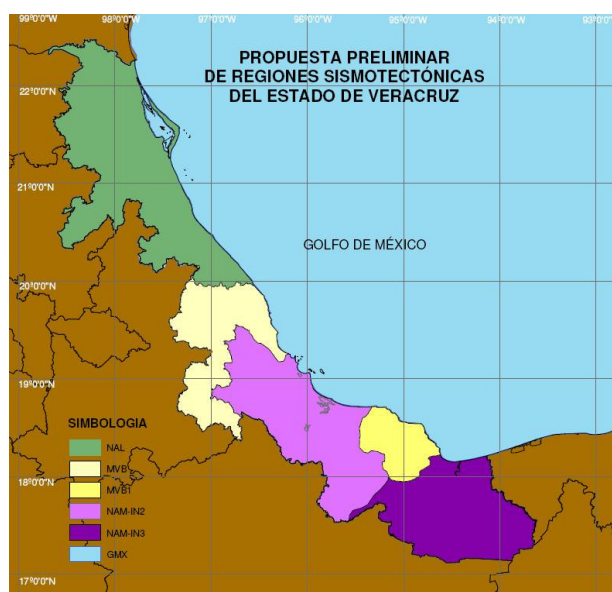 99°0'0"W 98°0'0"W 97°0'0"W 96°0'0"W 95°0'0"W 94°0'0"W 93°0'0"W
PROPUESTA PRELIMINAR
DE REGIONES SISMOTECTÓNICAS
DEL ESTADO DE VERACRUZ
22°0'0"N
21°0'0"N
GOLFO DE MÉXICO
20°0'0"N
19°0'0"N
SIMBOLOGIA
NAL
MVB
MVB1
NAM-IN2
NAM-IN3
GMX
18°0'0"N
17°0'0"N